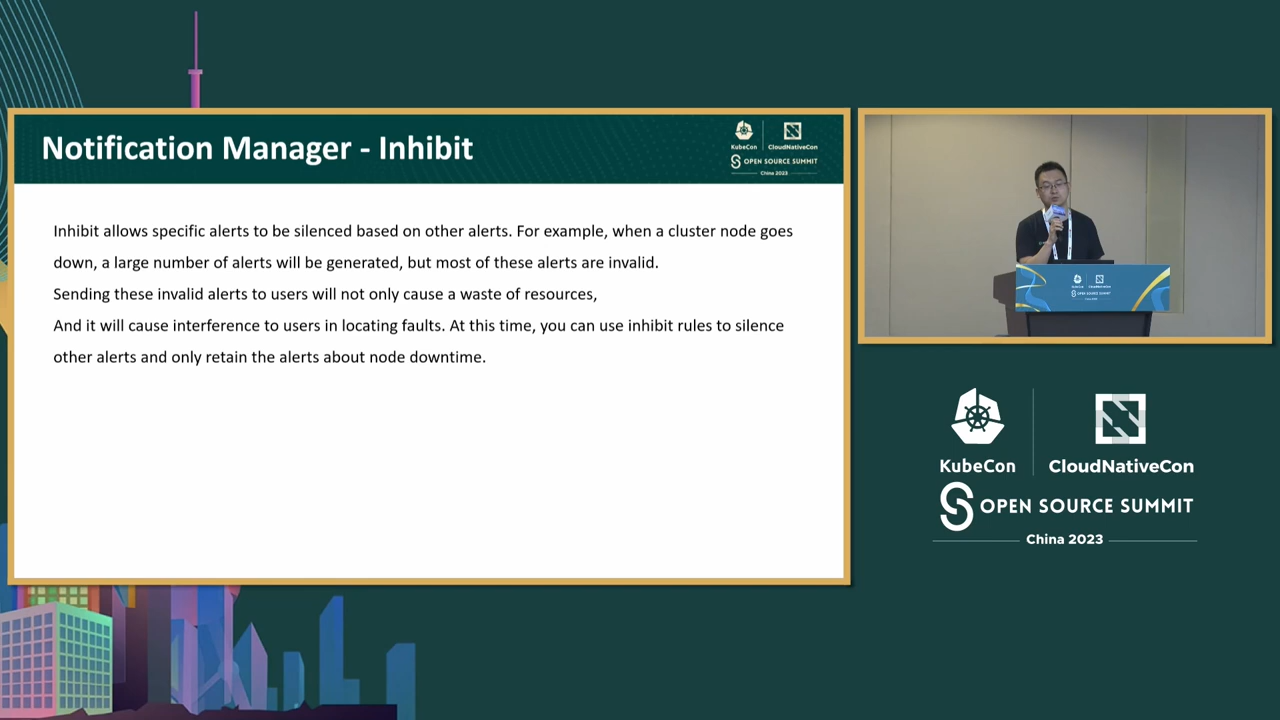 Notification Manager - Inhibit
KubeCon
CloudNativeCon
OPEN SOURCE SUMMIT
China 2023
Inhibit allows specific alerts to be silenced based on other alerts. For example, when a cluster node goes
down, a large number of alerts will be generated, but most of these alerts are invalid.
Sending these invalid alerts to users will not only cause a waste of resources,
And it will cause interference to users in locating faults. At this time, you can use inhibit rules to silence
other alerts and only retain the alerts about node downtime.
KubeCon
CloudNativeCon
OPEN SOURCE SUMMIT
China 2023